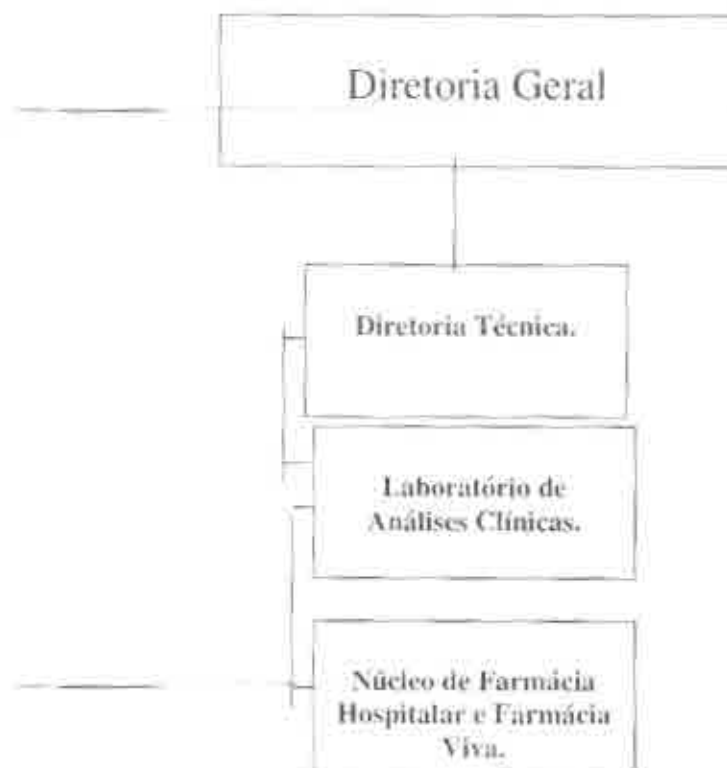 Diretoria Geral
Diretoria Técnica.
Laboratório de
Análises Clínicas.
Núcleo de Farmácia
Hospitalar e Farmácia
Viva.